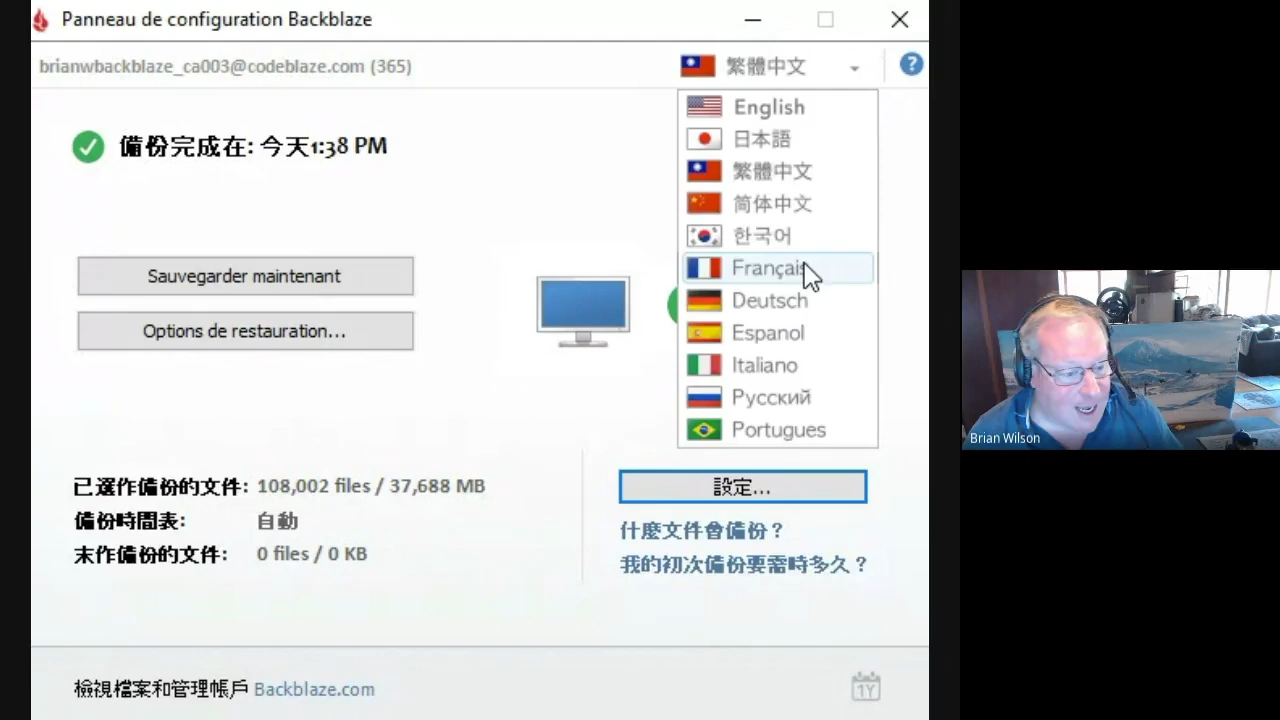 Panneau de configuration Backblaze
brianwbackblaze_ca003@codeblaze.com (365)
繁體中文
?
English
日本語
繁體中文
简体中文
한국어
Français
Deutsch
Espanol
Italiano
Русский
Portugues
備份完成在: 今天1:38 PM
Sauvegarder maintenant
Options de restauration...
已選作備份的文件: 108,002 files / 37,688 MB
備份時間表: 自動
末作備份的文件: 0 files / 0 KB
設定...
什麼文件會備份？
我的初次備份要需時多久？
檢視檔案和管理帳戶 Backblaze.com
1Y
Brian Wilson